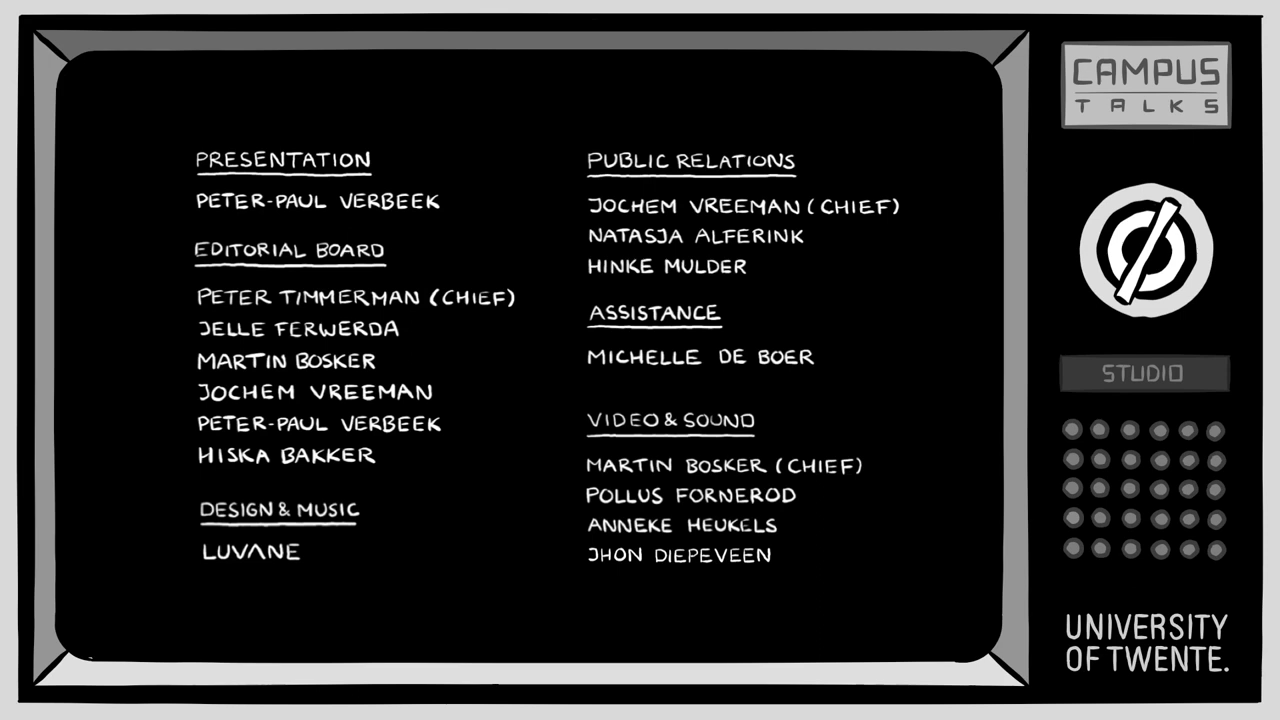 PRESENTATION
PETER-PAUL VERBEEK
EDITORIAL BOARD
PETER TIMMERMAN (CHIEF)
JELLE FERWERDA
MARTIN BOSKER
JOCHEM VREEMAN
PETER-PAUL VERBEEK
HISKA BAKKER
DESIGN & MUSIC
LUVANE
PUBLIC RELATIONS
JOCHEM VREEMAN (CHIEF)
NATASJA ALFERINK
HINKE MULDER
ASSISTANCE
MICHELLE DE BOER
VIDEO & SOUND
MARTIN BOSKER (CHIEF)
POLLUS FORNEROD
ANNEKE HEUKELS
JHON DIEPEVEEN
CAMPUS
TALKS
STUDIO
UNIVERSITY
OF TWENTE.